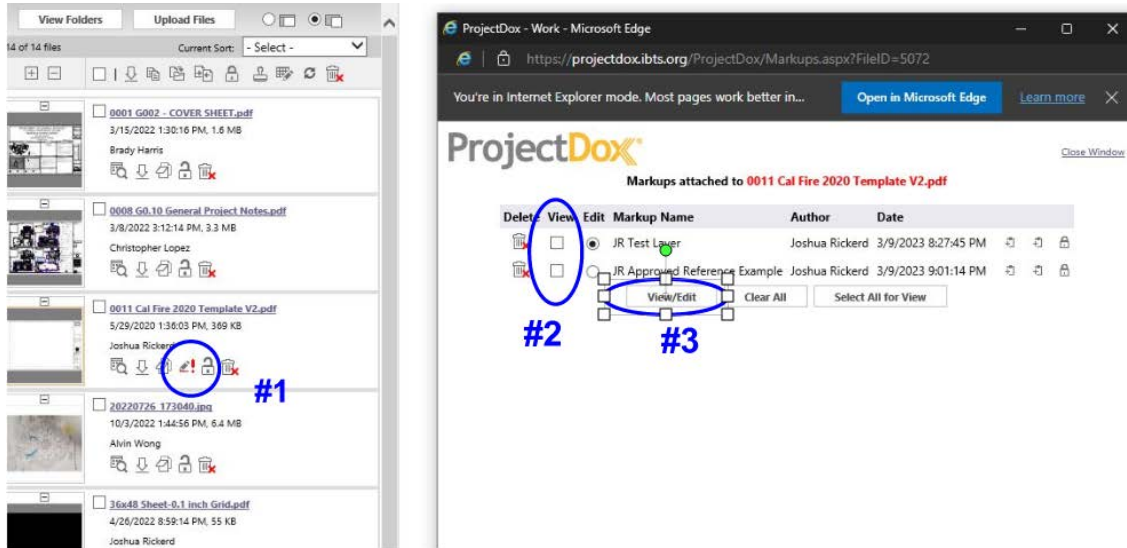 View Folders Upload Files
14 of 14 files Current Sort: - Select -
0001 G002 - COVER SHEET.pdf
3/15/2022 1:30:16 PM, 1.6 MB
Brady Harris
0008 G0.10 General Project Notes.pdf
3/8/2022 3:12:14 PM, 3.3 MB
Christopher Lopez
0011 Cal Fire 2020 Template V2.pdf
5/29/2020 1:36:03 PM, 369 KB
Joshua Rickerd
#1
20220726_173040.jpg
10/3/2022 1:44:56 PM, 6.4 MB
Alvin Wong
36x48 Sheet-0.1 inch Grid.pdf
4/26/2022 8:59:14 PM, 55 KB
Joshua Rickerd
ProjectDox - Work - Microsoft Edge
https://projectdox.ibts.org/ProjectDox/Markups.aspx?FileID=5072
You're in Internet Explorer mode. Most pages work better in... Open in Microsoft Edge Learn more
ProjectDox
Close Window
Markups attached to 0011 Cal Fire 2020 Template V2.pdf
Delete View Edit Markup Name Author Date
JR Test Layer Joshua Rickerd 3/9/2023 8:27:45 PM
JR Approved Reference Example Joshua Rickerd 3/9/2023 9:01:14 PM
View/Edit Clear All Select All for View
#2 #3